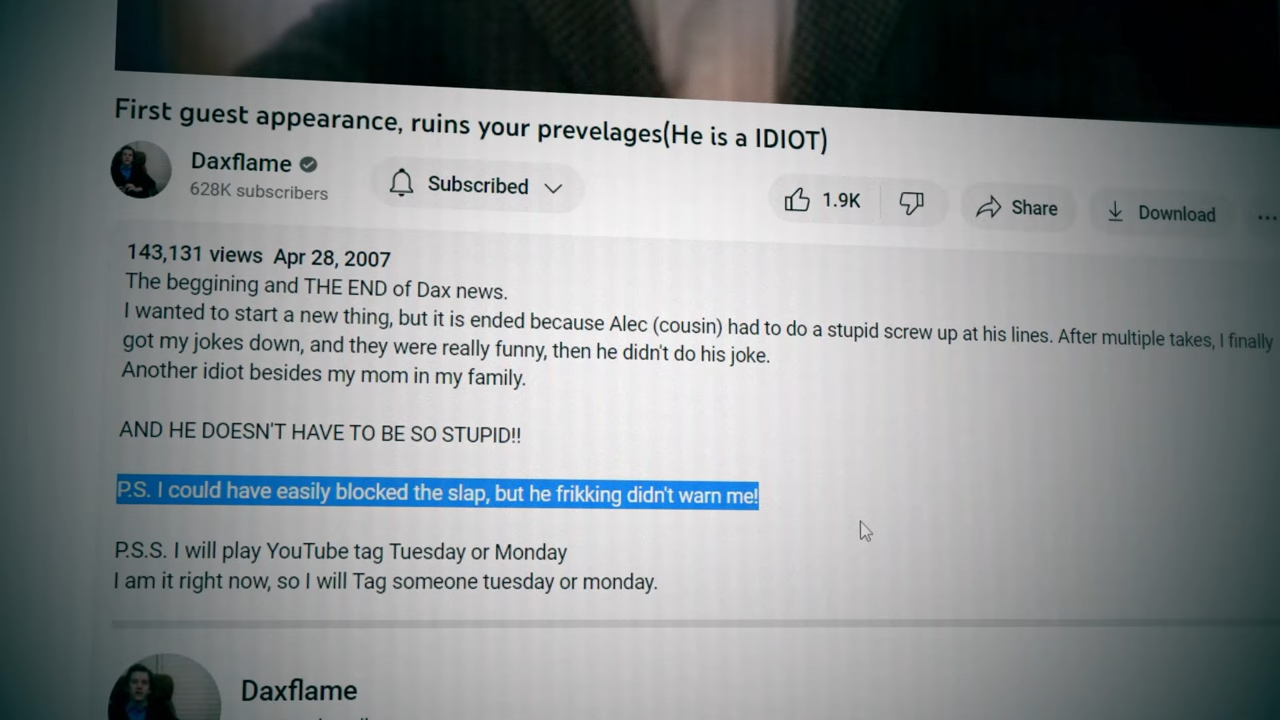 First guest appearance, ruins your prevelages(He is a IDIOT)
Daxflame
628K subscribers
Subscribed
1.9K
Share
Download
...
143,131 views Apr 28, 2007
The beggining and THE END of Dax news.
I wanted to start a new thing, but it is ended because Alec (cousin) had to do a stupid screw up at his lines. After multiple takes, I finally
got my jokes down, and they were really funny, then he didn't do his joke.
Another idiot besides my mom in my family.
AND HE DOESN'T HAVE TO BE SO STUPID!!
P.S. I could have easily blocked the slap, but he frikking didn't warn me!
P.S.S. I will play YouTube tag Tuesday or Monday
I am it right now, so I will Tag someone tuesday or monday.
Daxflame